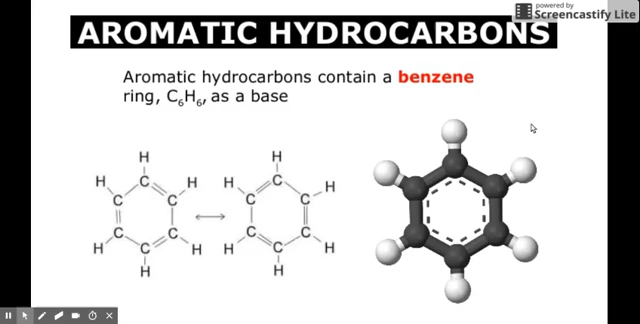 powered by
Screencastify Lite
AROMATIC HYDROCARBONS
Aromatic hydrocarbons contain a benzene
ring, C₆H₆, as a base
H H
H H H H
C C
C C C C
C C C C
C C
H H H H
H H